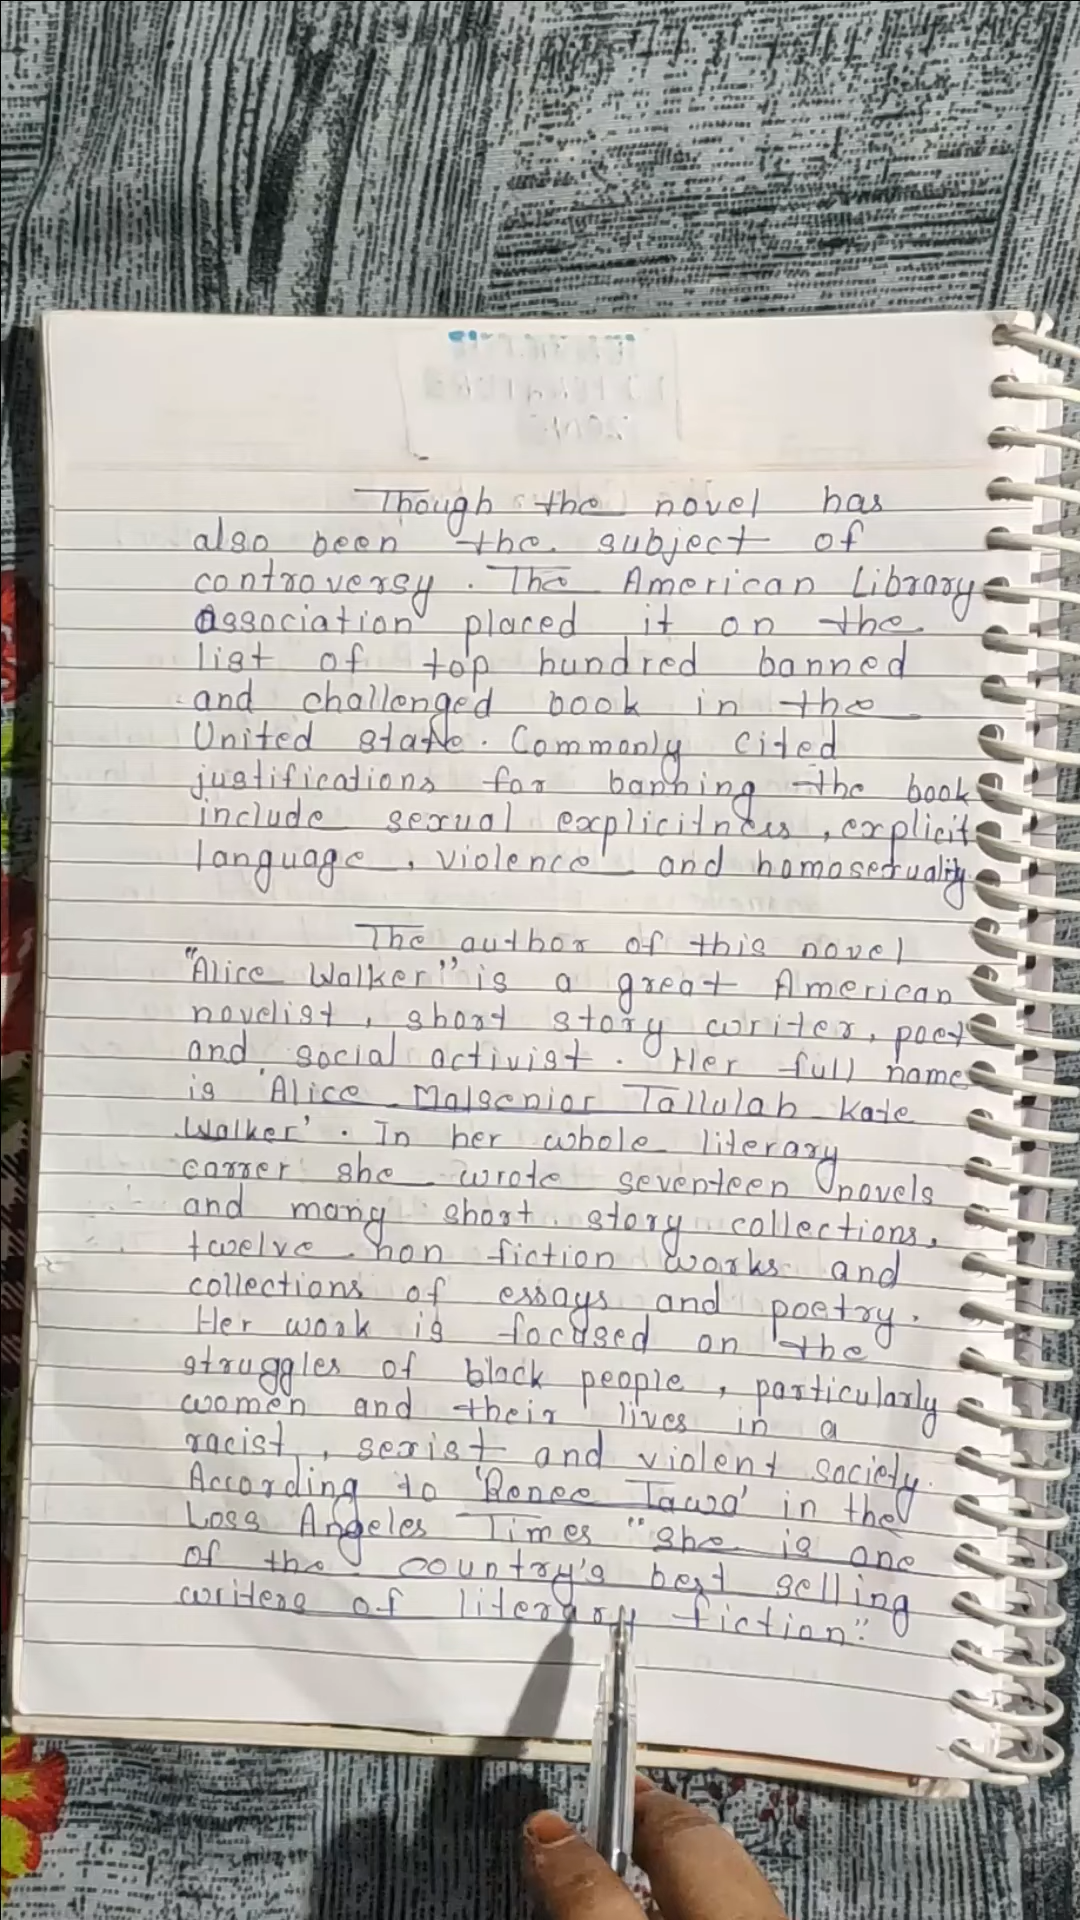 Though the novel has
also been the subject of
controversy. The American Library
Association placed it on the
list of top hundred banned
and challenged book in the
United state. Commonly cited
justifications for banning the book
include sexual explicitness, explicit
language, violence and homosexuality.
The author of this novel
"Alice Walker" is a great American
novelist, short story writer, poet
and social activist. Her full name
is 'Alice Malsenior Tallulah Kate
Walker'. In her whole literary
carrer she wrote seventeen novels
and many short story collections,
twelve non fiction works and
collections of essays and poetry.
Her work is focused on the
struggles of black people, particularly
women and their lives in a
racist, sexist and violent society.
According to 'Renee Tawa' in the
Loss Angeles Times "she is one
of the country's best selling
writers of literary fiction."